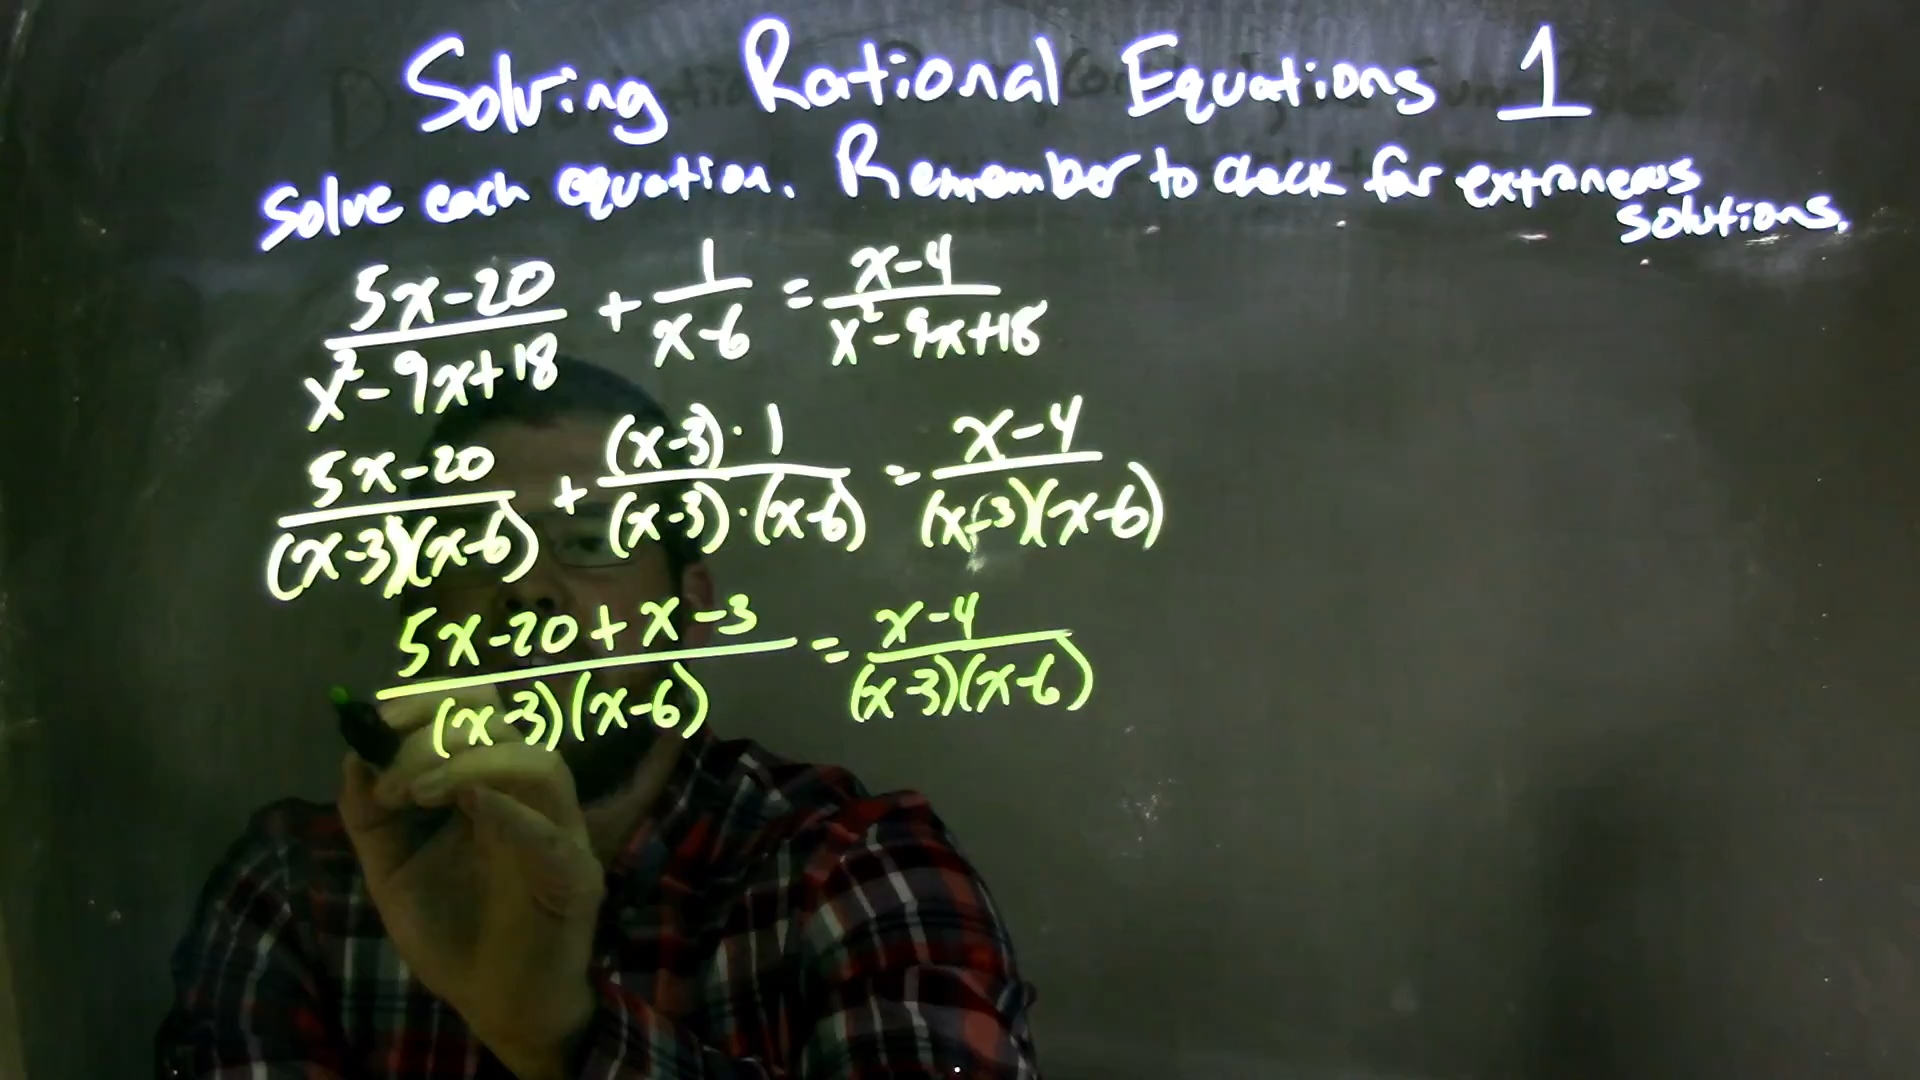 Solving Rational Equations 1
Solve each equation. Remember to check for extraneous
solutions.
5x-20 / x²-9x+18 + 1 / x-6 = x-4 / x²-9x+18
5x-20 / (x-3)(x-6) + (x-3)·1 / (x-3)·(x-6) = x-4 / (x-3)(x-6)
5x-20+x-3 / (x-3)(x-6) = x-4 / (x-3)(x-6)